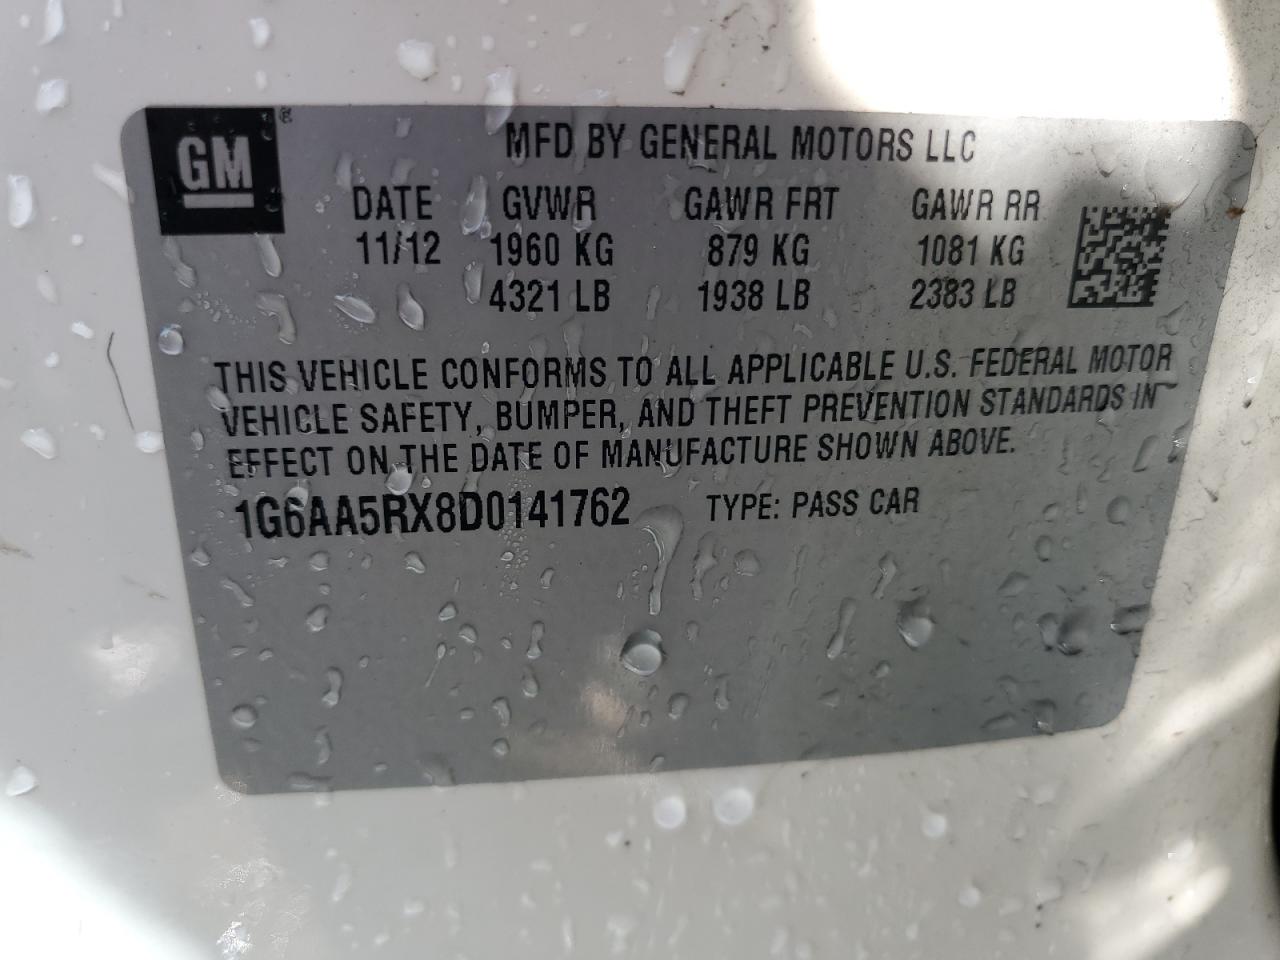 GM ®
MFD BY GENERAL MOTORS LLC
DATE GVWR GAWR FRT GAWR RR
11/12 1960 KG 879 KG 1081 KG
4321 LB 1938 LB 2383 LB
THIS VEHICLE CONFORMS TO ALL APPLICABLE U.S. FEDERAL MOTOR
VEHICLE SAFETY, BUMPER, AND THEFT PREVENTION STANDARDS IN
EFFECT ON THE DATE OF MANUFACTURE SHOWN ABOVE.
1G6AA5RX8D0141762 TYPE: PASS CAR